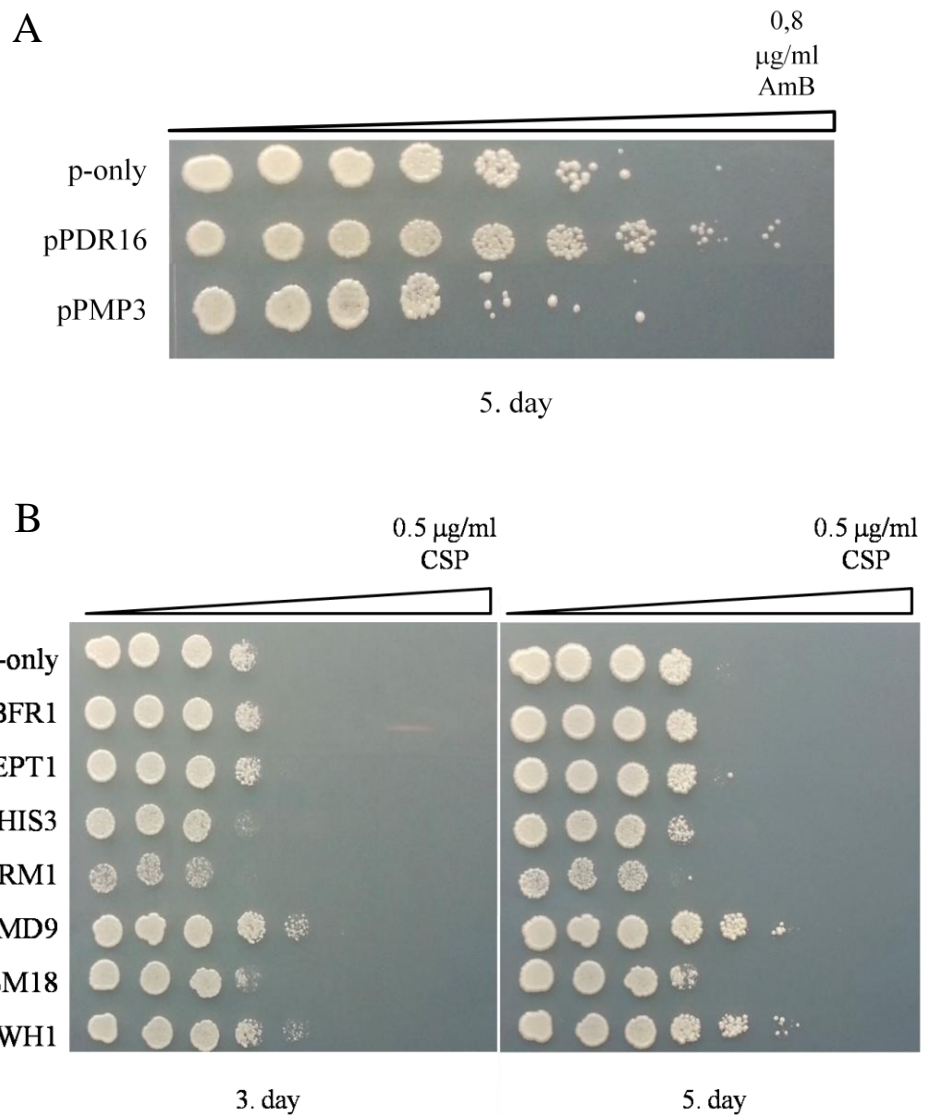 A
0,8
µg/ml
AmB
p-only
pPDR16
pPMP3
5. day
B
0.5 µg/ml
CSP
0.5 µg/ml
CSP
-only
BFR1
EPT1
HIS3
RM1
MD9
M18
WH1
3. day
5. day